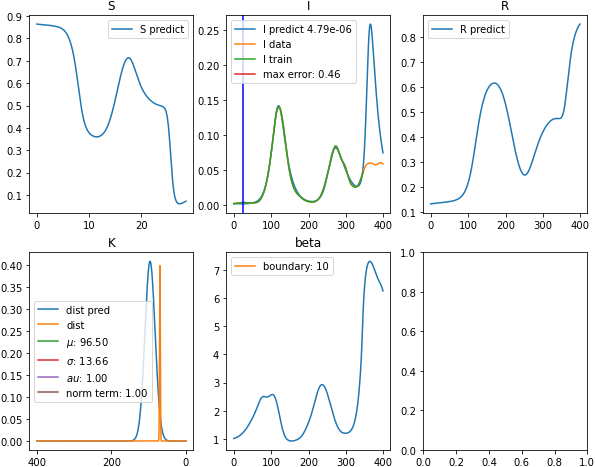 S
0.9
0.8
0.7
0.6
0.5
0.4
0.3
0.2
0.1
0 10 20
S predict
I
0.25
0.20
0.15
0.10
0.05
0.00
0 100 200 300 400
I predict 4.79e-06
I data
I train
max error: 0.46
R
0.8
0.7
0.6
0.5
0.4
0.3
0.2
0.1
0 100 200 300 400
R predict
K
0.40
0.35
0.30
0.25
0.20
0.15
0.10
0.05
0.00
400 200 0
dist pred
dist
μ: 96.50
σ: 13.66
au: 1.00
norm term: 1.00
beta
7
6
5
4
3
2
1
0 100 200 300 400
boundary: 10
1.0
0.8
0.6
0.4
0.2
0.0
0.0 0.2 0.4 0.6 0.8 1.0